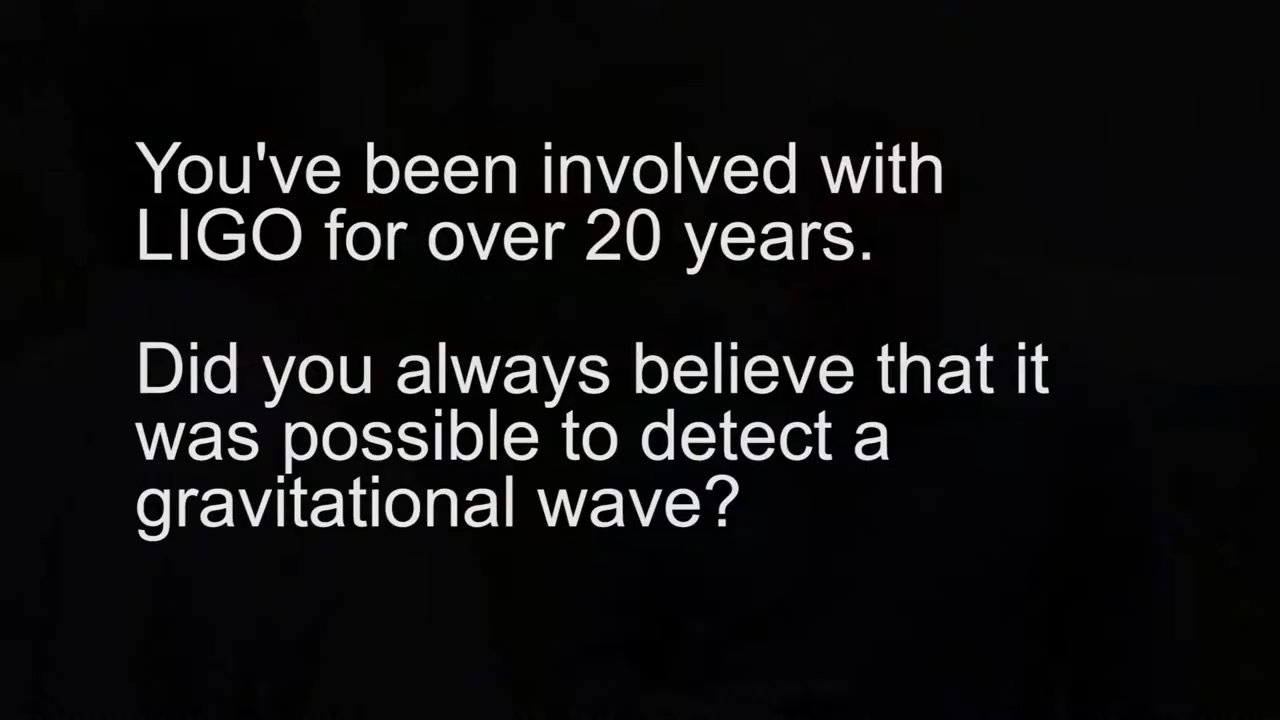 You've been involved with
LIGO for over 20 years.
Did you always believe that it
was possible to detect a
gravitational wave?